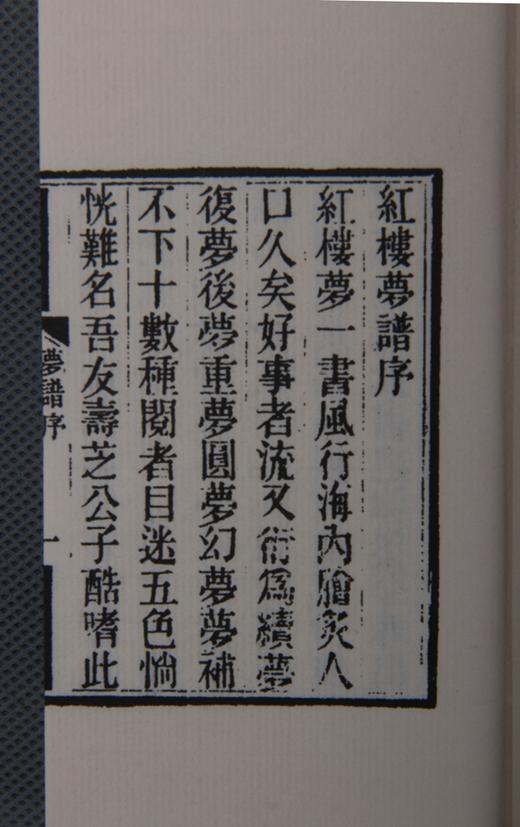 紅樓夢譜序
紅樓夢一書風行海內膾炙人
口久矣好事者流又衍爲續夢
復夢後夢重夢圓夢幻夢夢補
不下十數種閱者目迷五色惝
恍難名吾友壽芝公子酷嗜此
夢譜序
一